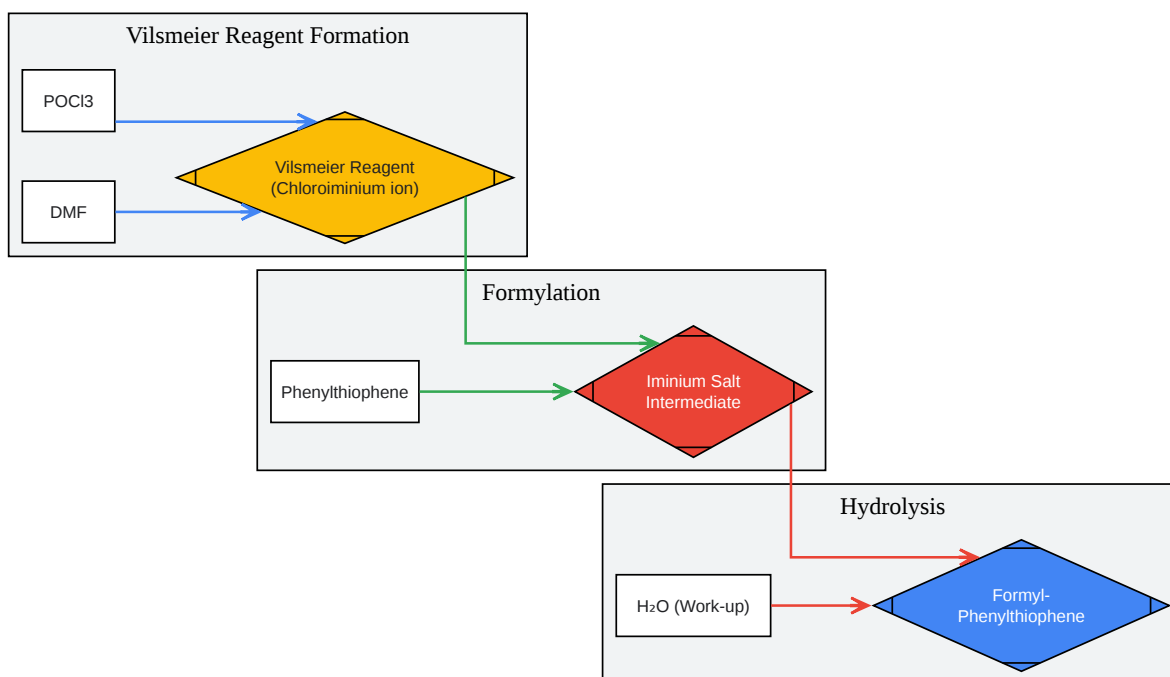 Vilsmeier Reagent Formation
POCl3
Vilsmeier Reagent
(Chloroiminium ion)
DMF
Formylation
Phenylthiophene
Iminium Salt
Intermediate
Hydrolysis
H₂O (Work-up)
Formyl-
Phenylthiophene